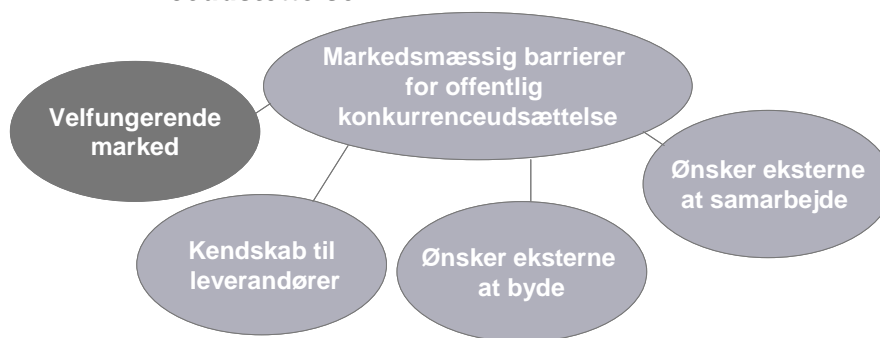 Markedsmæssig barrierer
for offentlig
konkurrenceudsættelse
Velfungerende
marked
Ønsker eksterne
at samarbejde
Kendskab til
leverandører
Ønsker eksterne
at byde